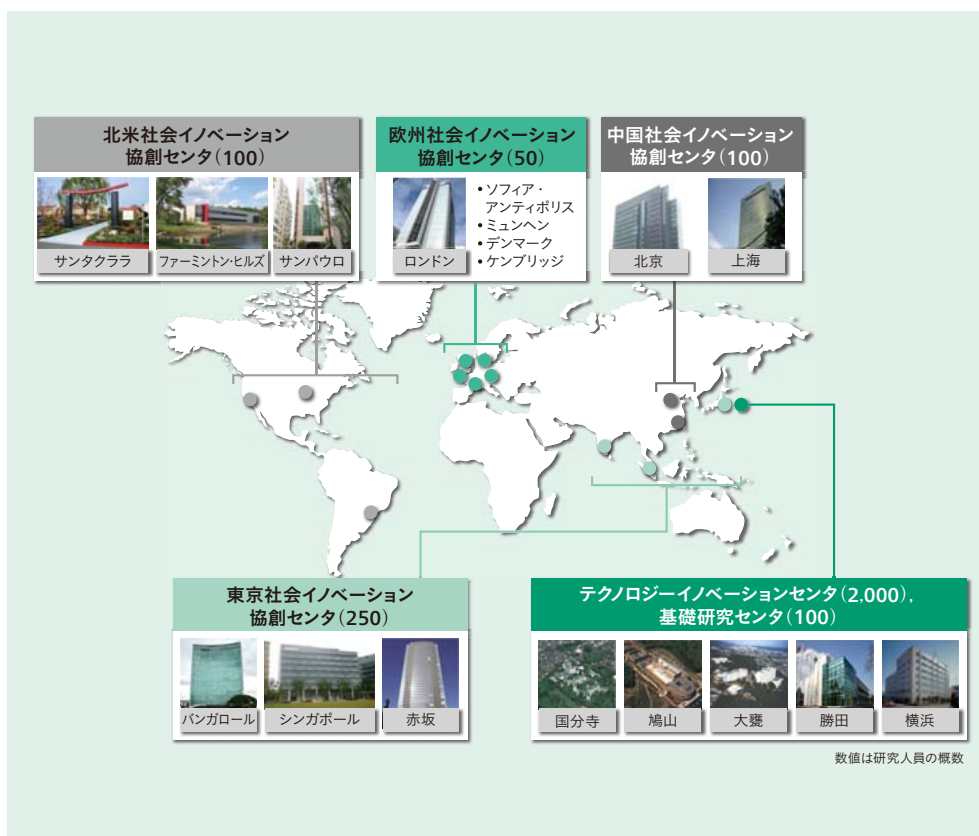 北米社会イノベーション
協創センタ(100)
サンタクララ
ファーミントン・ヒルズ
サンパウロ
欧州社会イノベーション
協創センタ(50)
ロンドン
•ソフィア・
アンティポリス
•ミュンヘン
•デンマーク
•ケンブリッジ
中国社会イノベーション
協創センタ(100)
北京
上海
東京社会イノベーション
協創センタ(250)
バンガロール
シンガポール
赤坂
テクノロジーイノベーションセンタ(2,000),
基礎研究センタ(100)
国分寺
鳩山
大甕
勝田
横浜
数値は研究人員の概数